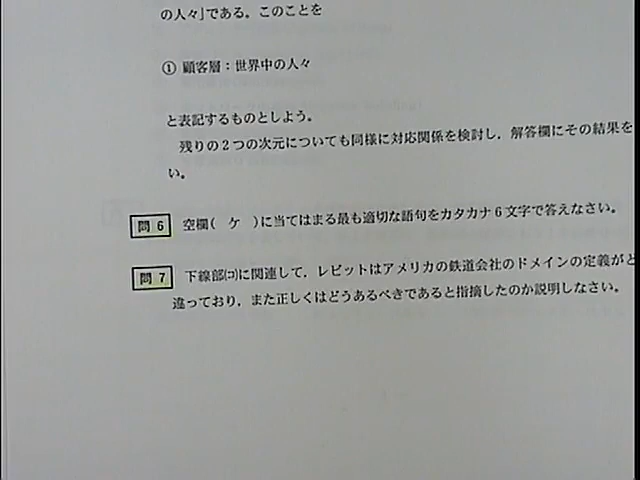 の人々」である。このことを
① 顧客層：世界中の人々
と表記するものとしよう。
残りの2つの次元についても同様に対応関係を検討し，解答欄にその結果を
い。
問 6 空欄( ケ )に当てはまる最も適切な語句をカタカナ6文字で答えなさい。
問 7 下線部(コ)に関連して，レビットはアメリカの鉄道会社のドメインの定義がと
違っており，また正しくはどうあるべきであると指摘したのか説明しなさい。